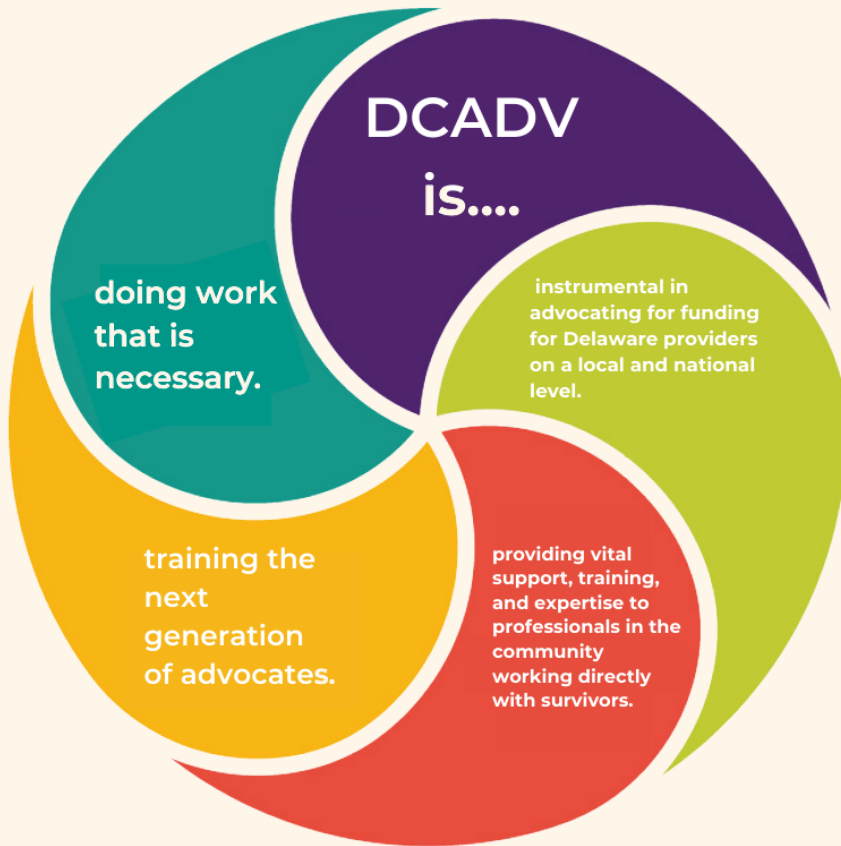 DCADV
is....
instrumental in
advocating for funding
for Delaware providers
on a local and national
level.
providing vital
support, training,
and expertise to
professionals in the
community
working directly
with survivors.
training the
next
generation
of advocates.
doing work
that is
necessary.